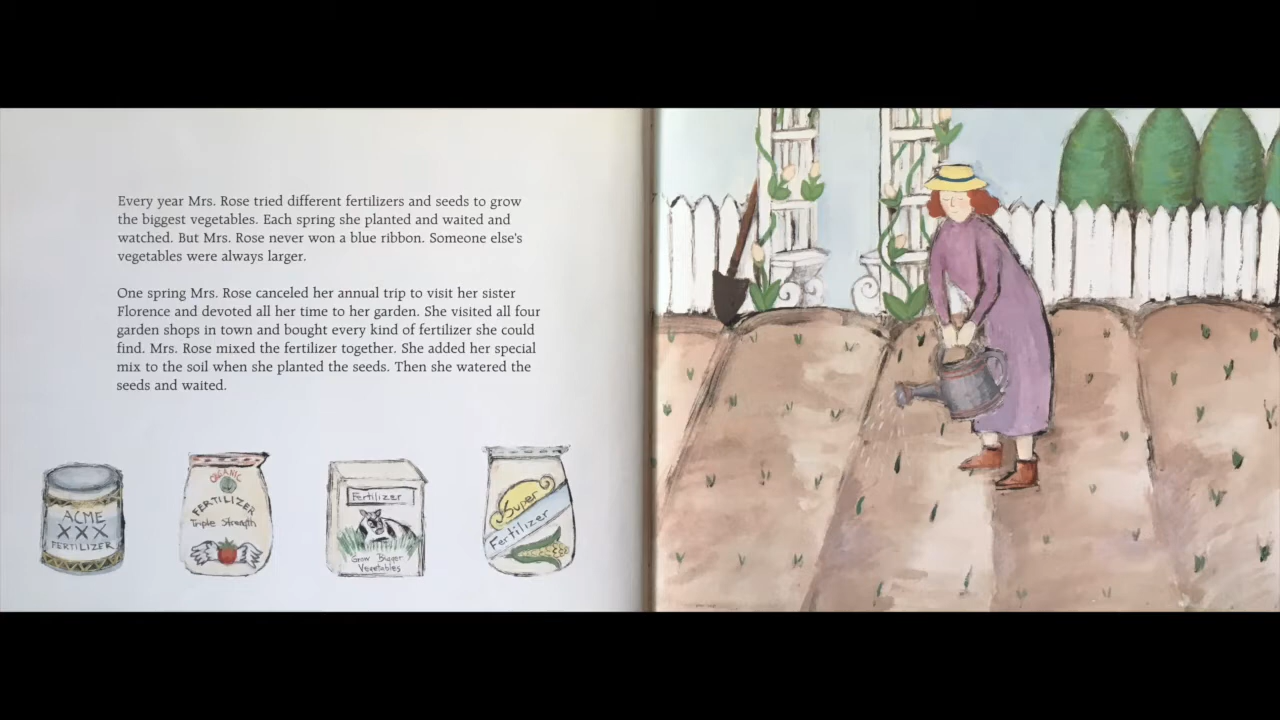 Every year Mrs. Rose tried different fertilizers and seeds to grow
the biggest vegetables. Each spring she planted and waited and
watched. But Mrs. Rose never won a blue ribbon. Someone else's
vegetables were always larger.
One spring Mrs. Rose canceled her annual trip to visit her sister
Florence and devoted all her time to her garden. She visited all four
garden shops in town and bought every kind of fertilizer she could
find. Mrs. Rose mixed the fertilizer together. She added her special
mix to the soil when she planted the seeds. Then she watered the
seeds and waited.
ACME
XXX
FERTILIZER
ORGANIC
FERTILIZER
Triple Strength
Fertilizer
Grow Bigger
Vegetables
Super
Fertilizer